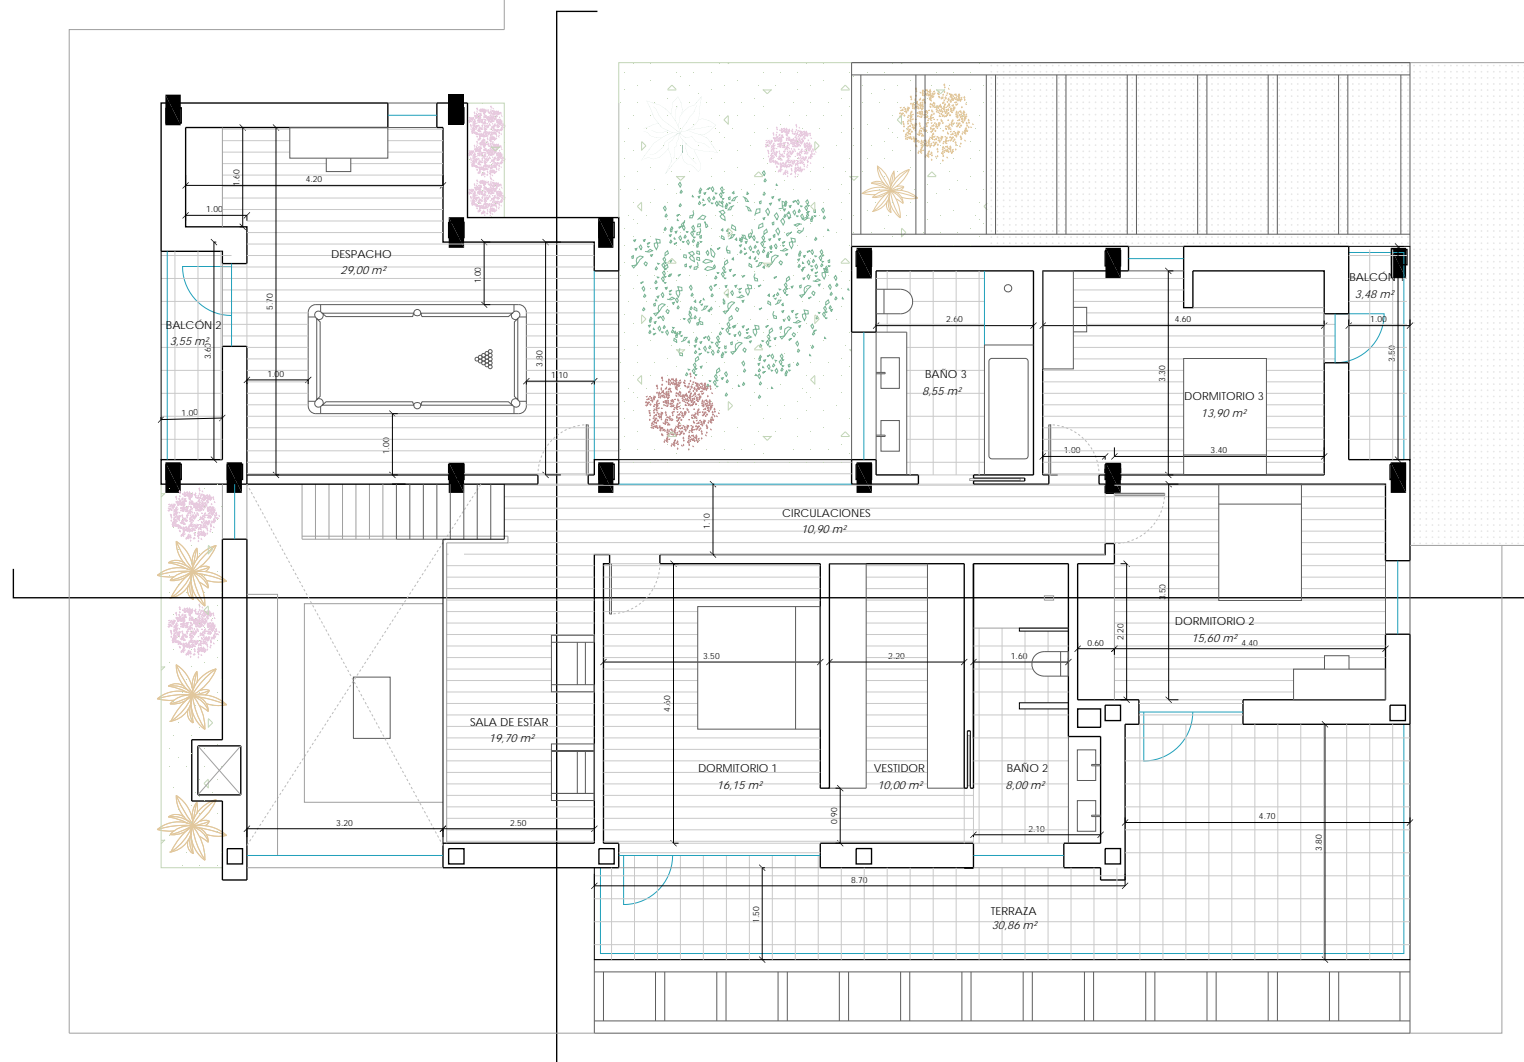 1.60
4.20
1.00
DESPACHO
29,00 m²
1.00
5.70
BALCÓN 2
3,55 m²
3.80
1.00
1.10
1.00
1.00
BALCÓN
3,48 m²
2.60
4.60
1.00
3.50
3.30
BAÑO 3
8,55 m²
DORMITORIO 3
13,90 m²
1.00
3.40
CIRCULACIONES
10,90 m²
1.10
3.50
DORMITORIO 2
15,60 m²
4.40
2.20
0.60
3.50
2.20
1.60
4.60
SALA DE ESTAR
19,70 m²
DORMITORIO 1
16,15 m²
VESTIDOR
10,00 m²
BAÑO 2
8,00 m²
0.90
3.20
2.50
2.10
4.70
3.80
8.70
1.50
TERRAZA
30,86 m²